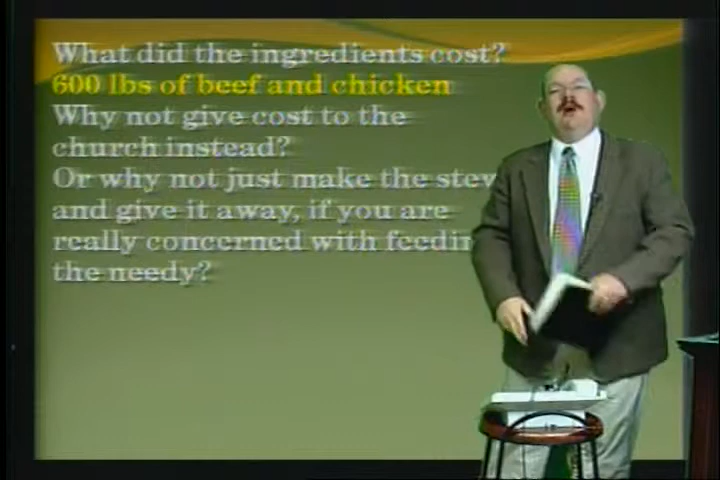 What did the ingredients cost?
600 lbs of beef and chicken
Why not give cost to the
church instead?
Or why not just make the stew
and give it away, if you are
really concerned with feedin
the needy?